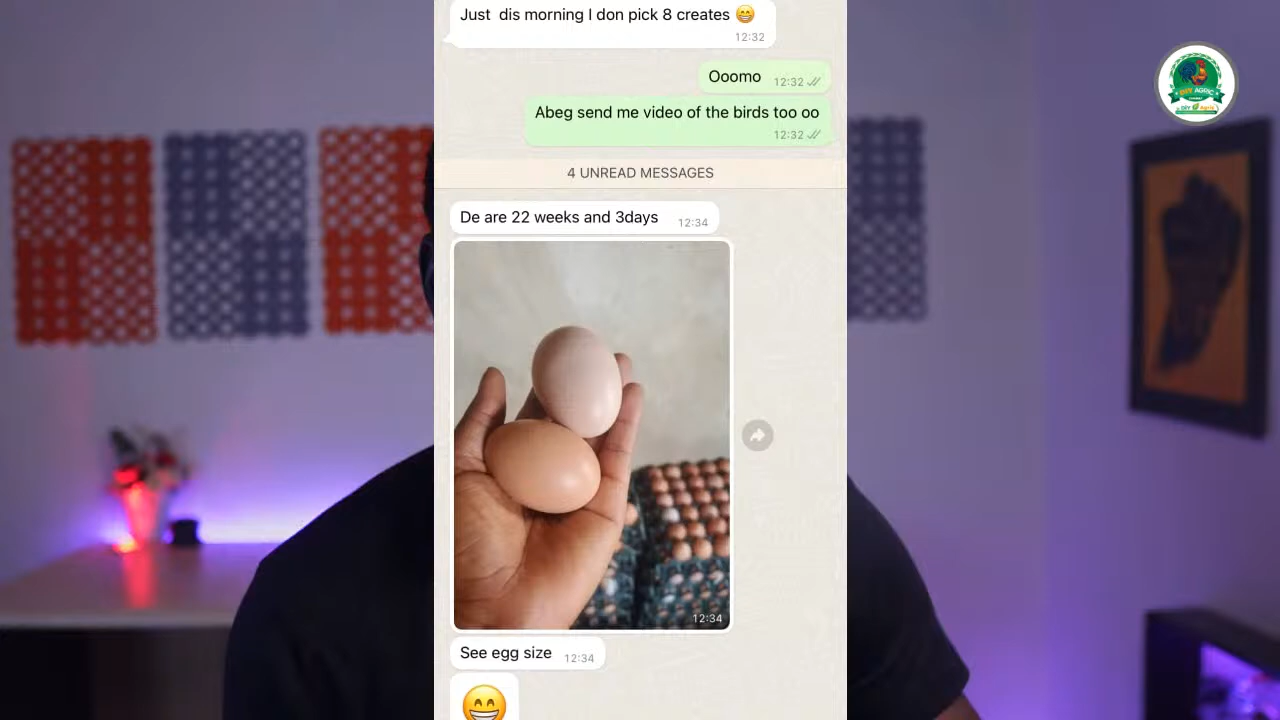 Just dis morning I don pick 8 creates 😁
12:32
Ooomo 12:32
Abeg send me video of the birds too oo
12:32
4 UNREAD MESSAGES
De are 22 weeks and 3days 12:34
12:34
See egg size 12:34
DIY AGRIC